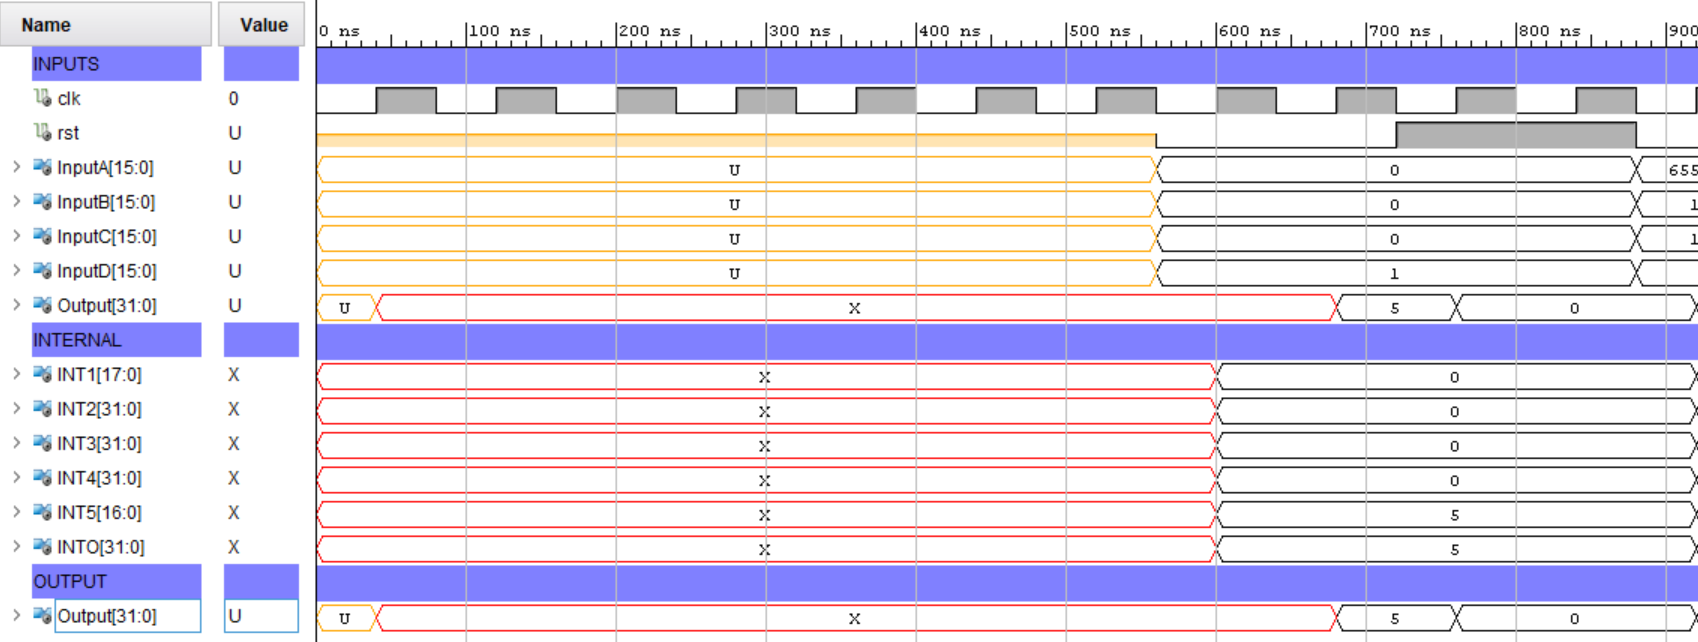 Name Value 0 ns 100 ns 200 ns 300 ns 400 ns 500 ns 600 ns 700 ns 800 ns 900
INPUTS
clk 0
rst U
InputA[15:0] U U 0 655
InputB[15:0] U U 0 1
InputC[15:0] U U 0 1
InputD[15:0] U U 1
Output[31:0] U U X 5 0
INTERNAL
INT1[17:0] X X 0
INT2[31:0] X X 0
INT3[31:0] X X 0
INT4[31:0] X X 0
INT5[16:0] X X 5
INTO[31:0] X X 5
OUTPUT
Output[31:0] U U X 5 0